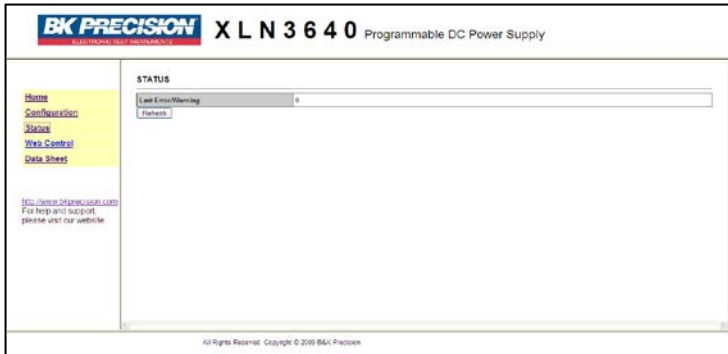 BK PRECISION
ELECTRONIC TEST INSTRUMENTS
XLN3640 Programmable DC Power Supply
STATUS
Last Error/Warning 0
Refresh
Home
Configuration
Status
Web Control
Data Sheet
http://www.bkprecision.com
For help and support,
please visit our website
All Rights Reserved. Copyright © 2009 B&K Precision